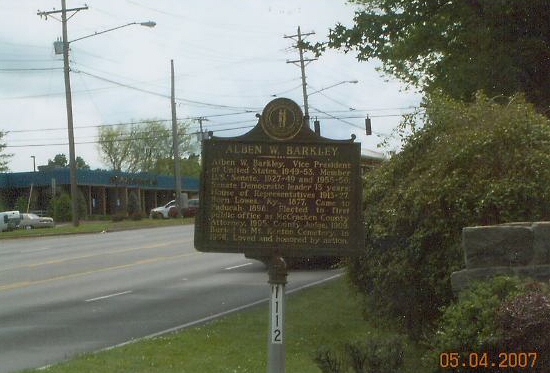 ALBEN W. BARKLEY
Alben W. Barkley, Vice President
of United States, 1949-53. Member
U.S. Senate, 1927-49 and 1955-56.
Senate Democratic leader 15 years;
House of Representatives 1913-27.
Born Lowes, Ky., 1877. Came to
Paducah 1898. Elected to first
public office as McCracken County
Attorney, 1905, County Judge, 1909.
Buried in Mt. Kenton Cemetery in
1956. Loved and honored by nation.
1112
05.04.2007